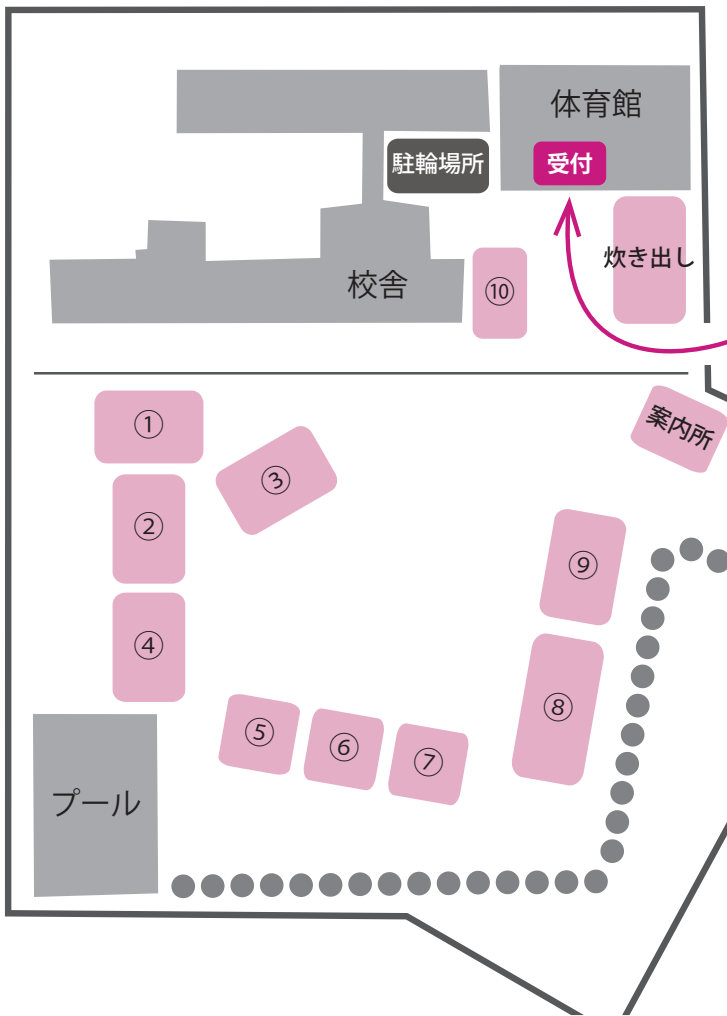 体育館
駐輪場所
受付
炊き出し
校舎
⑩
案内所
①
③
②
⑨
④
⑧
⑤
⑥
⑦
プール